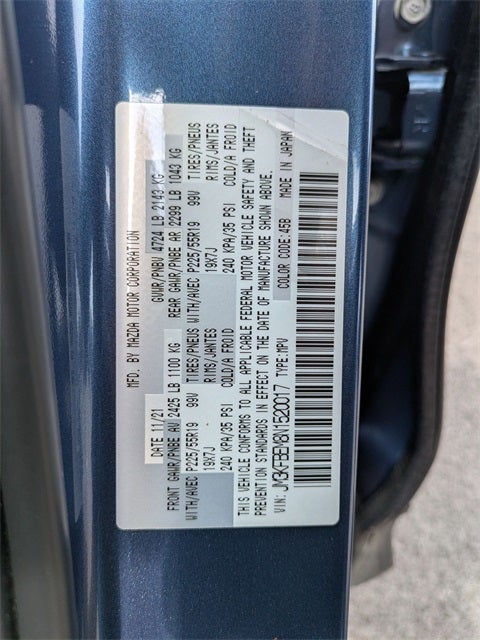 MFD. BY MAZDA MOTOR CORPORATION
DATE 11/21 GVWR/PNBV 4724 LB 2143 KG
FRONT GAWR/PNBE AV 2425 LB 1100 KG REAR GAWR/PNBE AR 2299 LB 1043 KG
WITH/AVEC P225/55R19 99V TIRES/PNEUS WITH/AVEC P225/55R19 99V TIRES/PNEUS
19X7J RIMS/JANTES 19X7J RIMS/JANTES
240 KPA/35 PSI COLD/A FROID 240 KPA/35 PSI COLD/A FROID
THIS VEHICLE CONFORMS TO ALL APPLICABLE FEDERAL MOTOR VEHICLE SAFETY AND THEFT
PREVENTION STANDARDS IN EFFECT ON THE DATE OF MANUFACTURE SHOWN ABOVE.
VIN: JM3KFBEM8N1520017 TYPE: MPV COLOR CODE: 45B MADE IN JAPAN